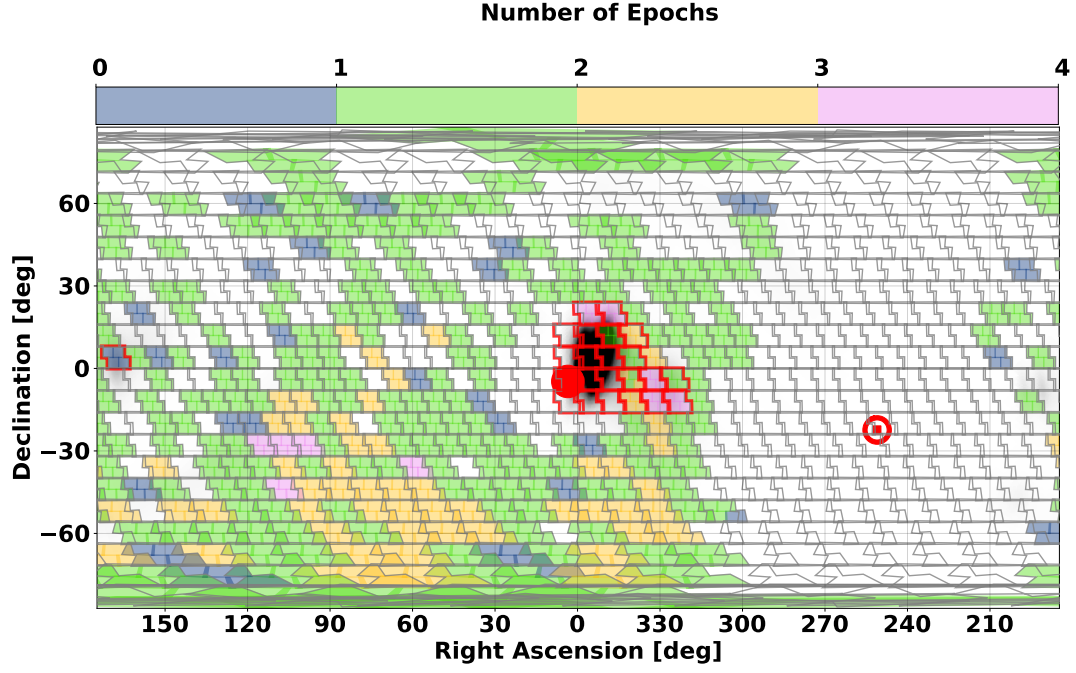 Number of Epochs
0 1 2 3 4
60
30
0
−30
−60
Declination [deg]
150 120 90 60 30 0 330 300 270 240 210
Right Ascension [deg]